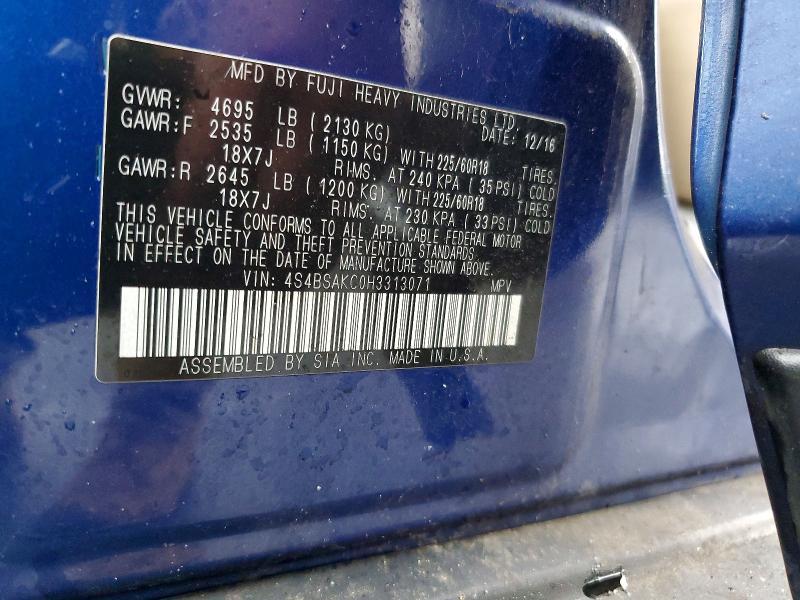 MFD BY FUJI HEAVY INDUSTRIES LTD.
GVWR: 4695 LB (2130 KG) DATE: 12/16
GAWR:F 2535 LB (1150 KG) WITH 225/60R18 TIRES,
18X7J RIMS, AT 240 KPA (35 PSI) COLD
GAWR:R 2645 LB (1200 KG) WITH 225/60R18 TIRES,
18X7J RIMS, AT 230 KPA (33 PSI) COLD
THIS VEHICLE CONFORMS TO ALL APPLICABLE FEDERAL MOTOR
VEHICLE SAFETY AND THEFT PREVENTION STANDARDS
IN EFFECT ON THE DATE OF MANUFACTURE SHOWN ABOVE.
VIN: 4S4BSAKC0H3313071 MPV
ASSEMBLED BY SIA INC. MADE IN U.S.A.